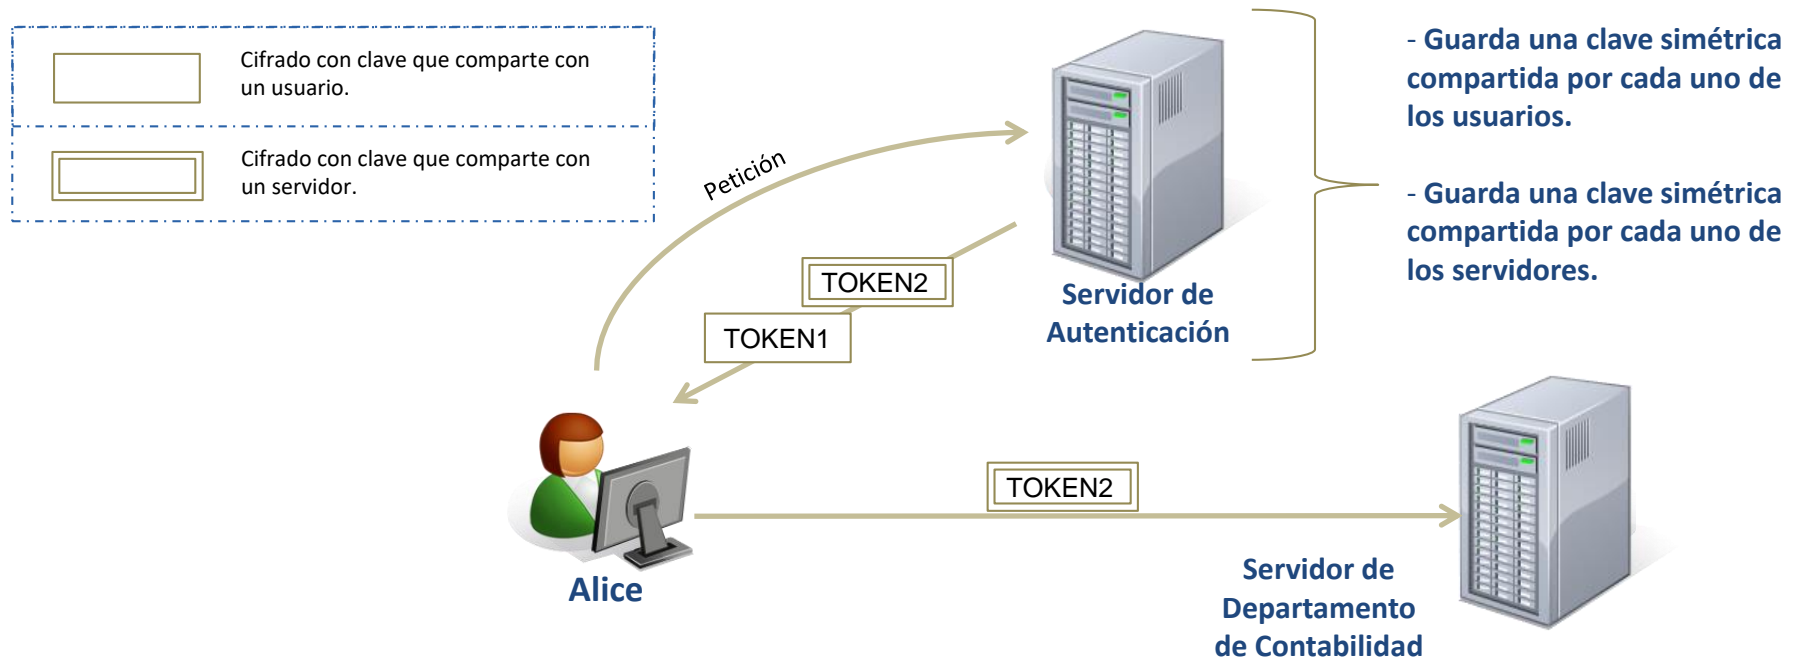 Cifrado con clave que comparte con
un usuario.
Cifrado con clave que comparte con
un servidor.
Petición
TOKEN2
TOKEN1
Servidor de
Autenticación
- Guarda una clave simétrica
compartida por cada uno de
los usuarios.
- Guarda una clave simétrica
compartida por cada uno de
los servidores.
Alice
TOKEN2
Servidor de
Departamento
de Contabilidad